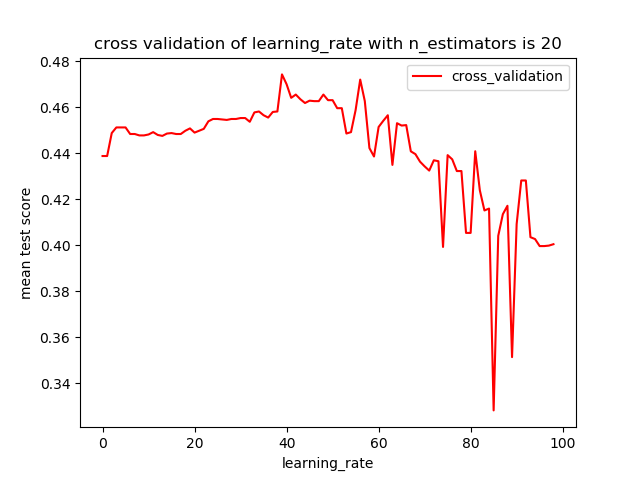 cross validation of learning_rate with n_estimators is 20
cross_validation
mean test score
0.48
0.46
0.44
0.42
0.40
0.38
0.36
0.34
0 20 40 60 80 100
learning_rate